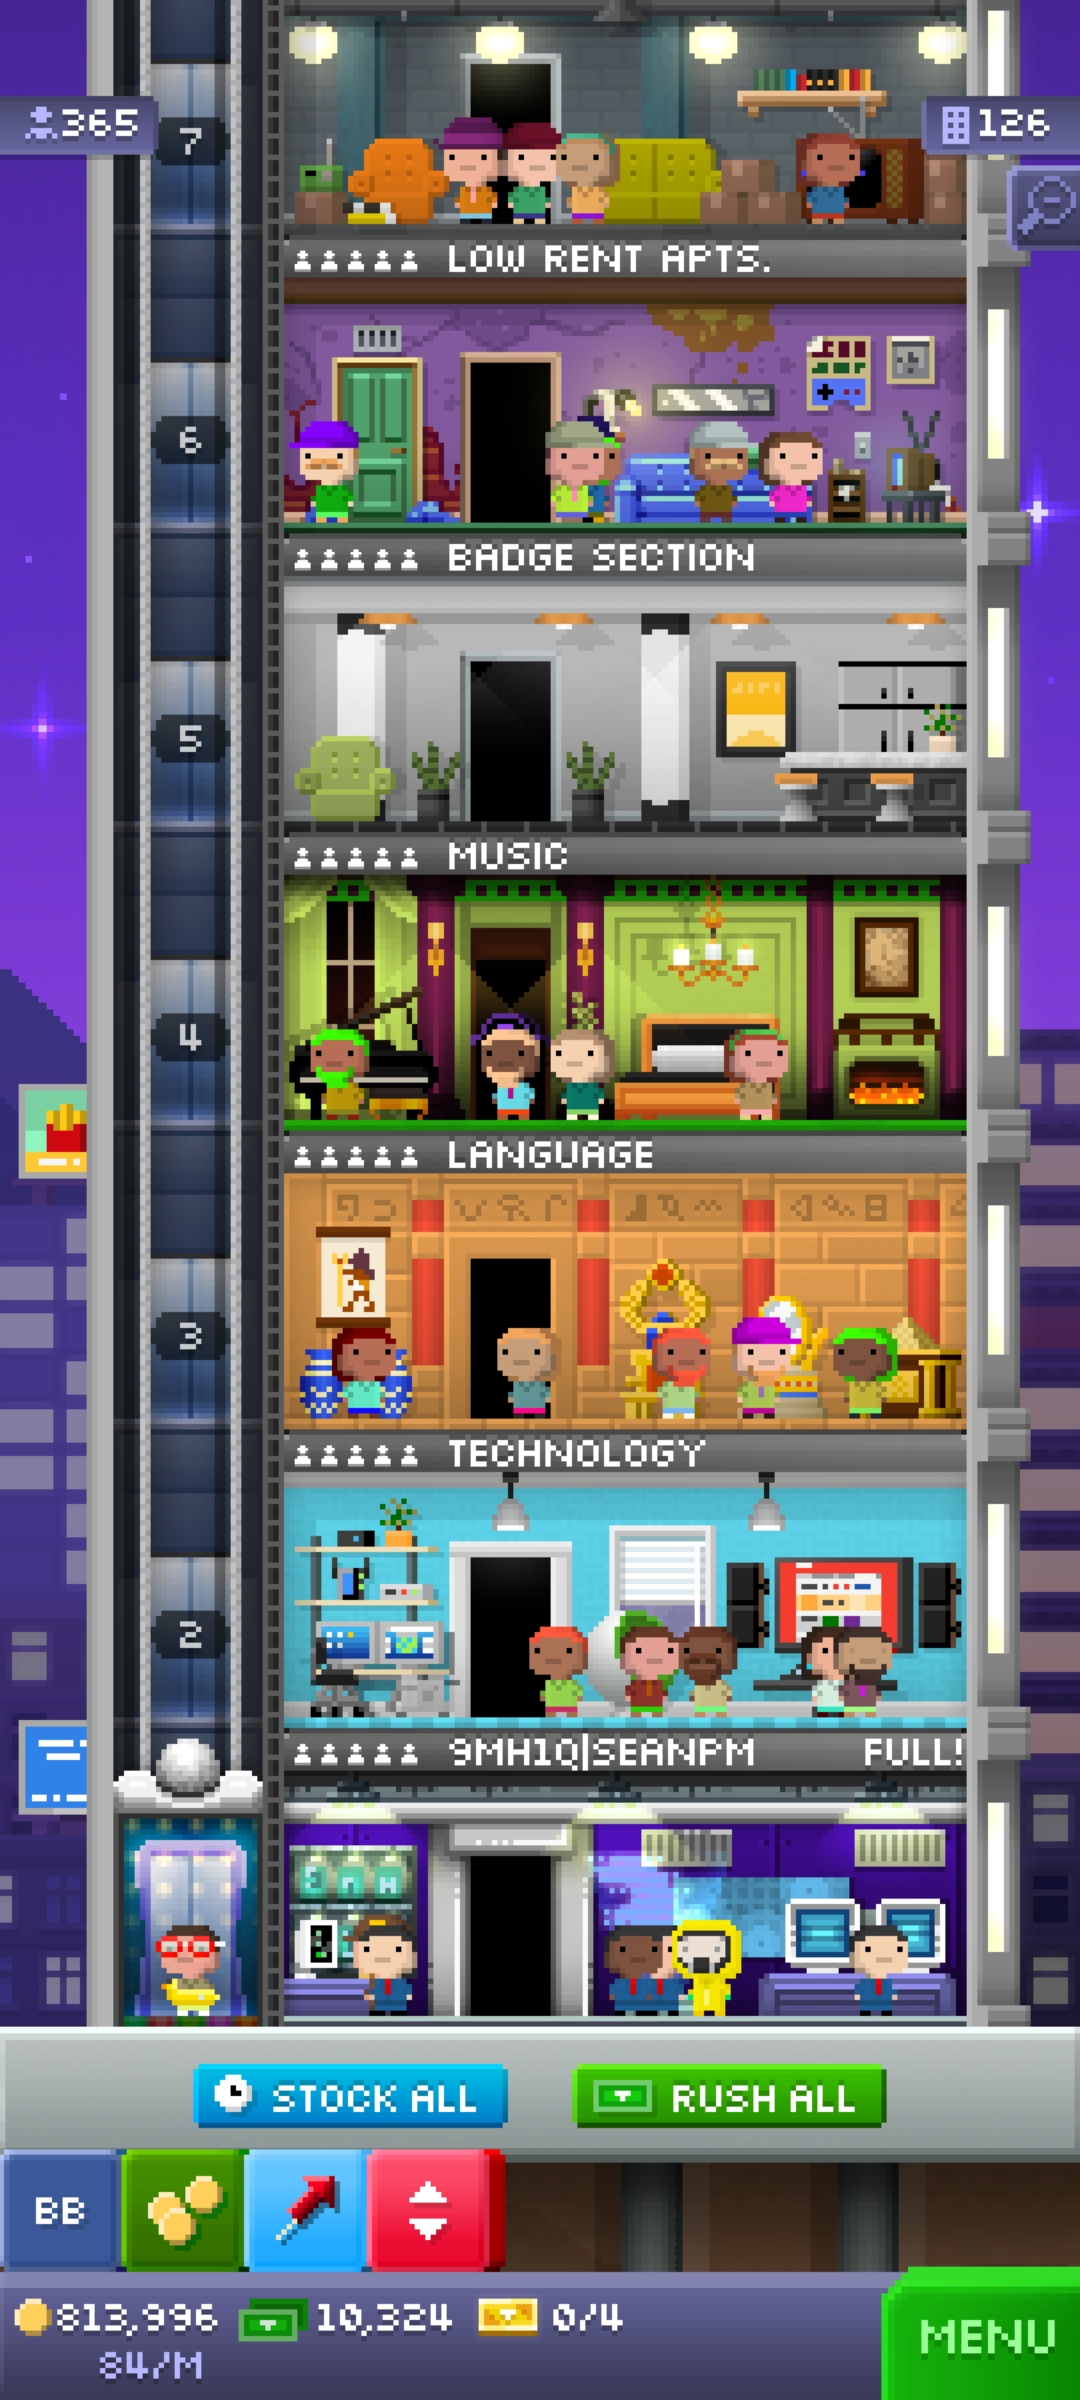 365
7
126
LOW RENT APTS.
6
BADGE SECTION
5
MUSIC
4
LANGUAGE
3
TECHNOLOGY
2
9MH1Q|SEANPM FULL!
STOCK ALL
RUSH ALL
BB
813,996 10,324 0/4
84/M
MENU